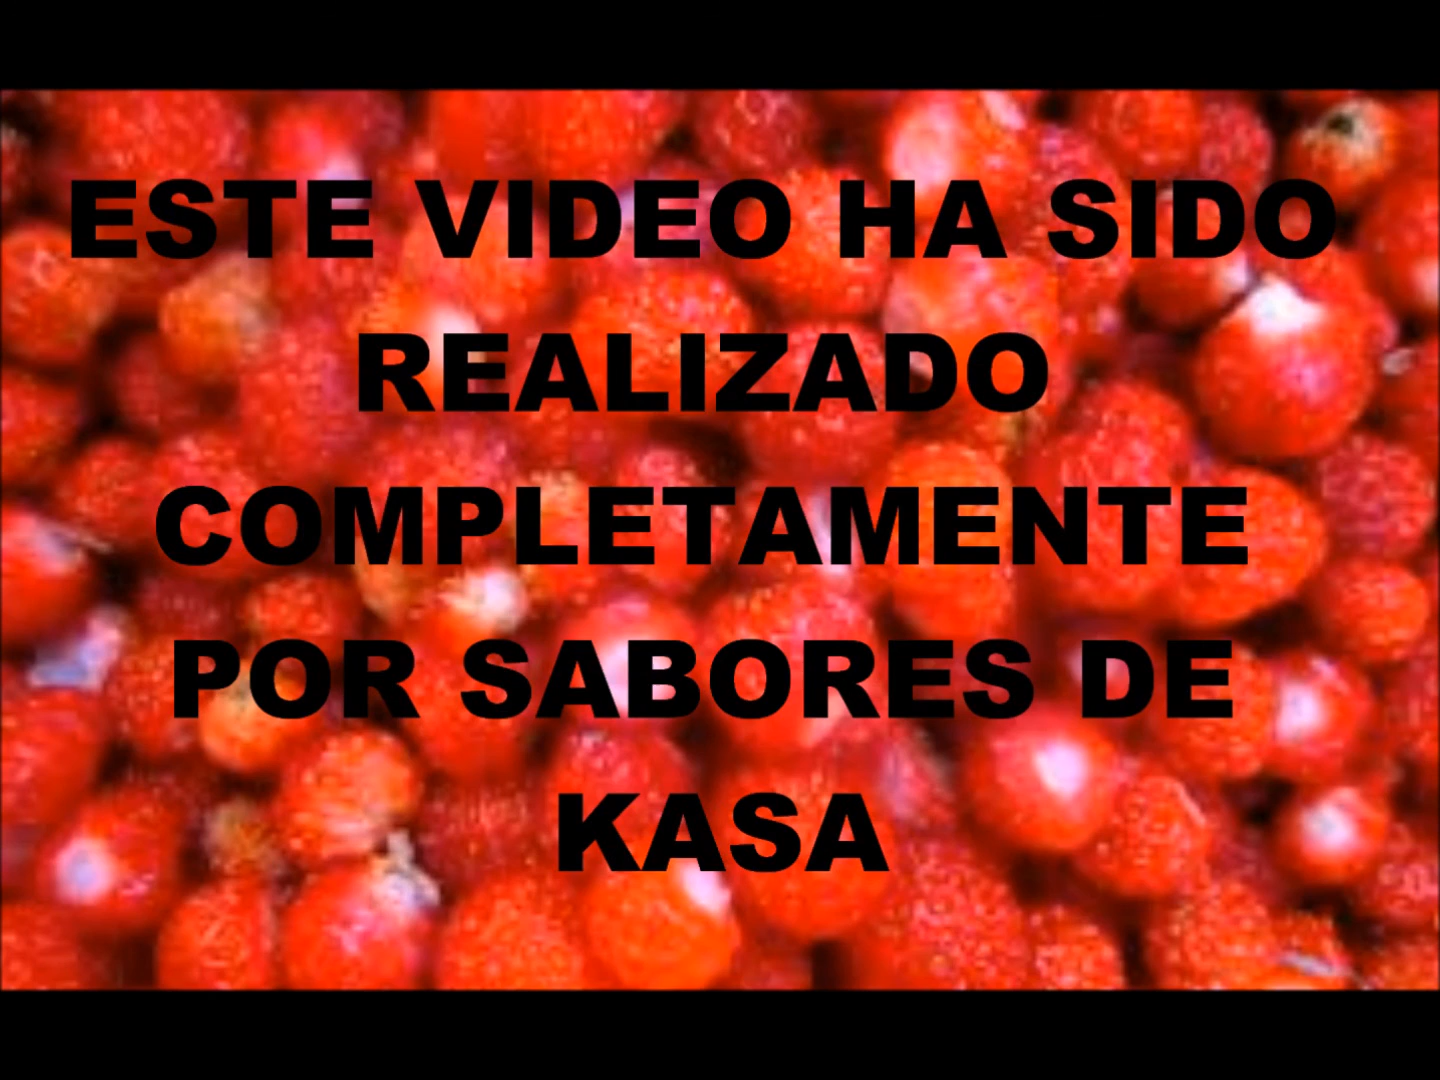 ESTE VIDEO HA SIDO
REALIZADO
COMPLETAMENTE
POR SABORES DE
KASA